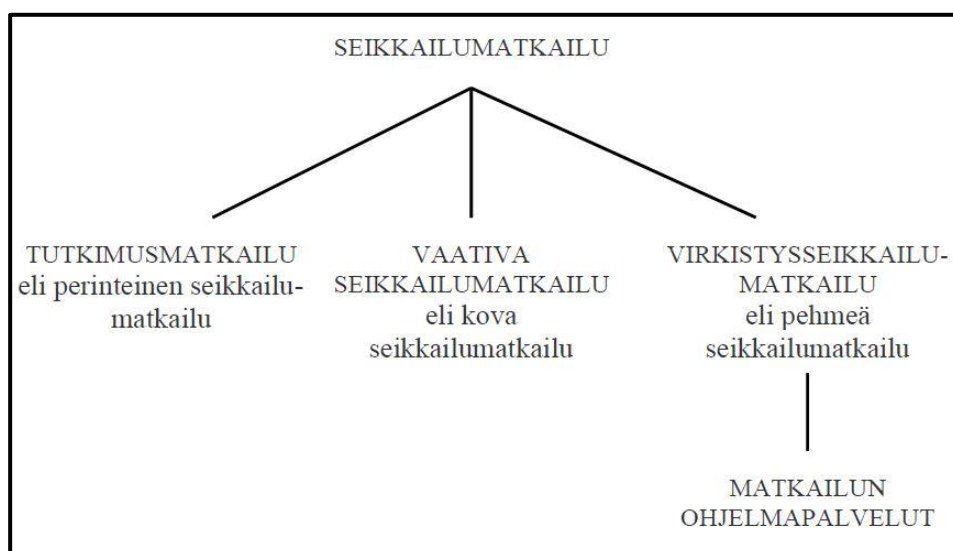 SEIKKAILUMATKAILU
TUTKIMUSMATKAILU
eli perinteinen seikkailu-
matkailu
VAATIVA
SEIKKAILUMATKAILU
eli kova
seikkailumatkailu
VIRKISTYSSEIKKAILU-
MATKAILU
eli pehmeä
seikkailumatkailu
MATKAILUN
OHJELMAPALVELUT